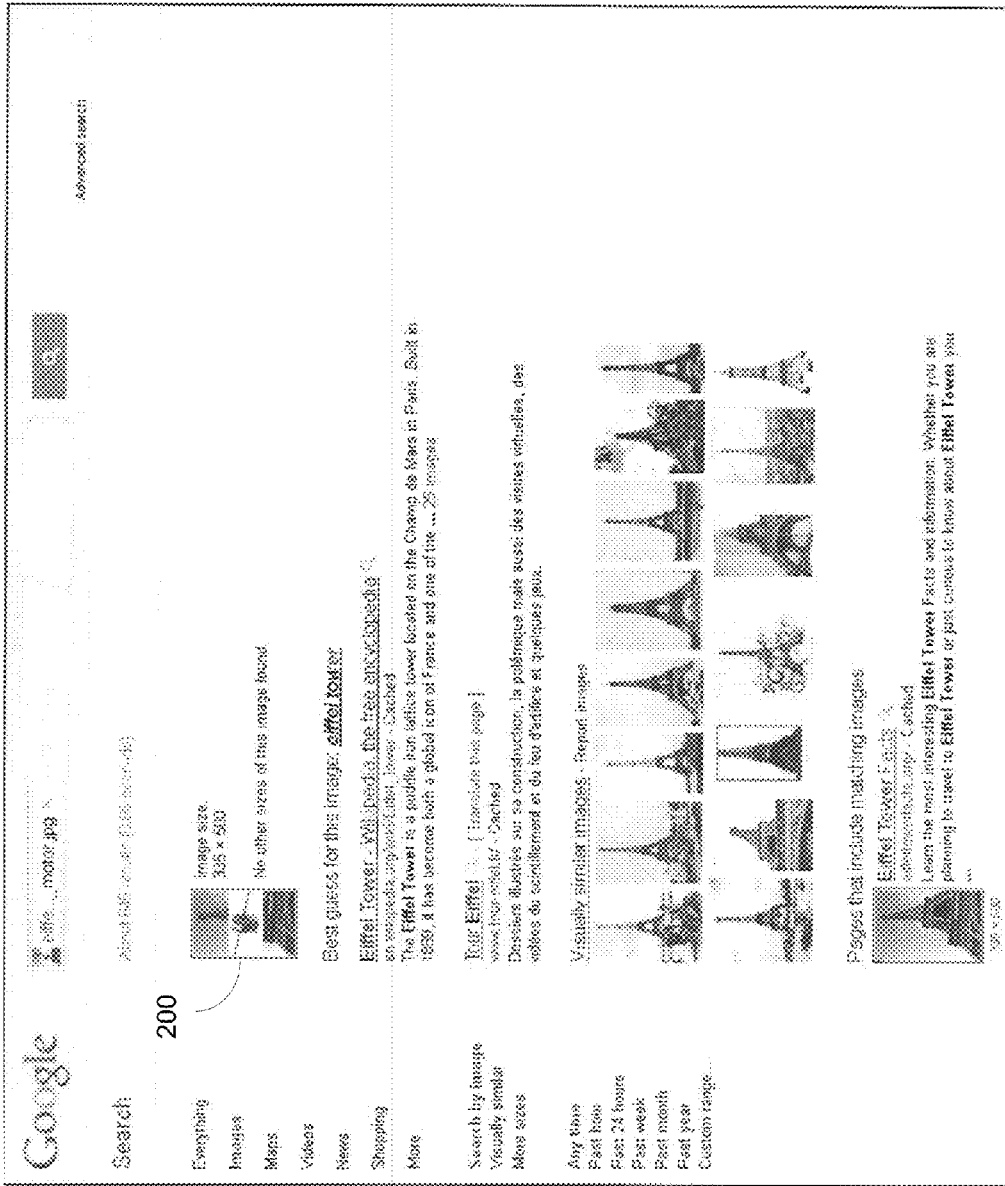 Google
Advanced search
Search
200
Everything
Images
Maps
Videos
News
Shopping
More
Search by image
Visually similar
More sizes
Any time
Past hour
Past 24 hours
Past week
Past month
Past year
Custom range...
Image size:
No other sizes of this image found.
Best guess for this image: eiffel tower
Eiffel Tower - Wikipedia, the free encyclopedia
Cached
The Eiffel Tower is a puddle iron lattice tower located on the Champ de Mars in Paris. Built in
1889, it has become both a global icon of France and one of the ... 25 images
Tour Eiffel [ Translate this page ]
Cached
Dossiers illustrés sur sa construction, la polémique mais aussi des visites virtuelles, des
vidéos du scintillement et du feu d'artifice et quelques jeux.
Visually similar images - Report images
Pages that include matching images
Eiffel Tower Facts
Cached
Learn the most interesting Eiffel Tower Facts and information. Whether you are
planning to travel to Eiffel Tower or just curious to know about Eiffel Tower you
...